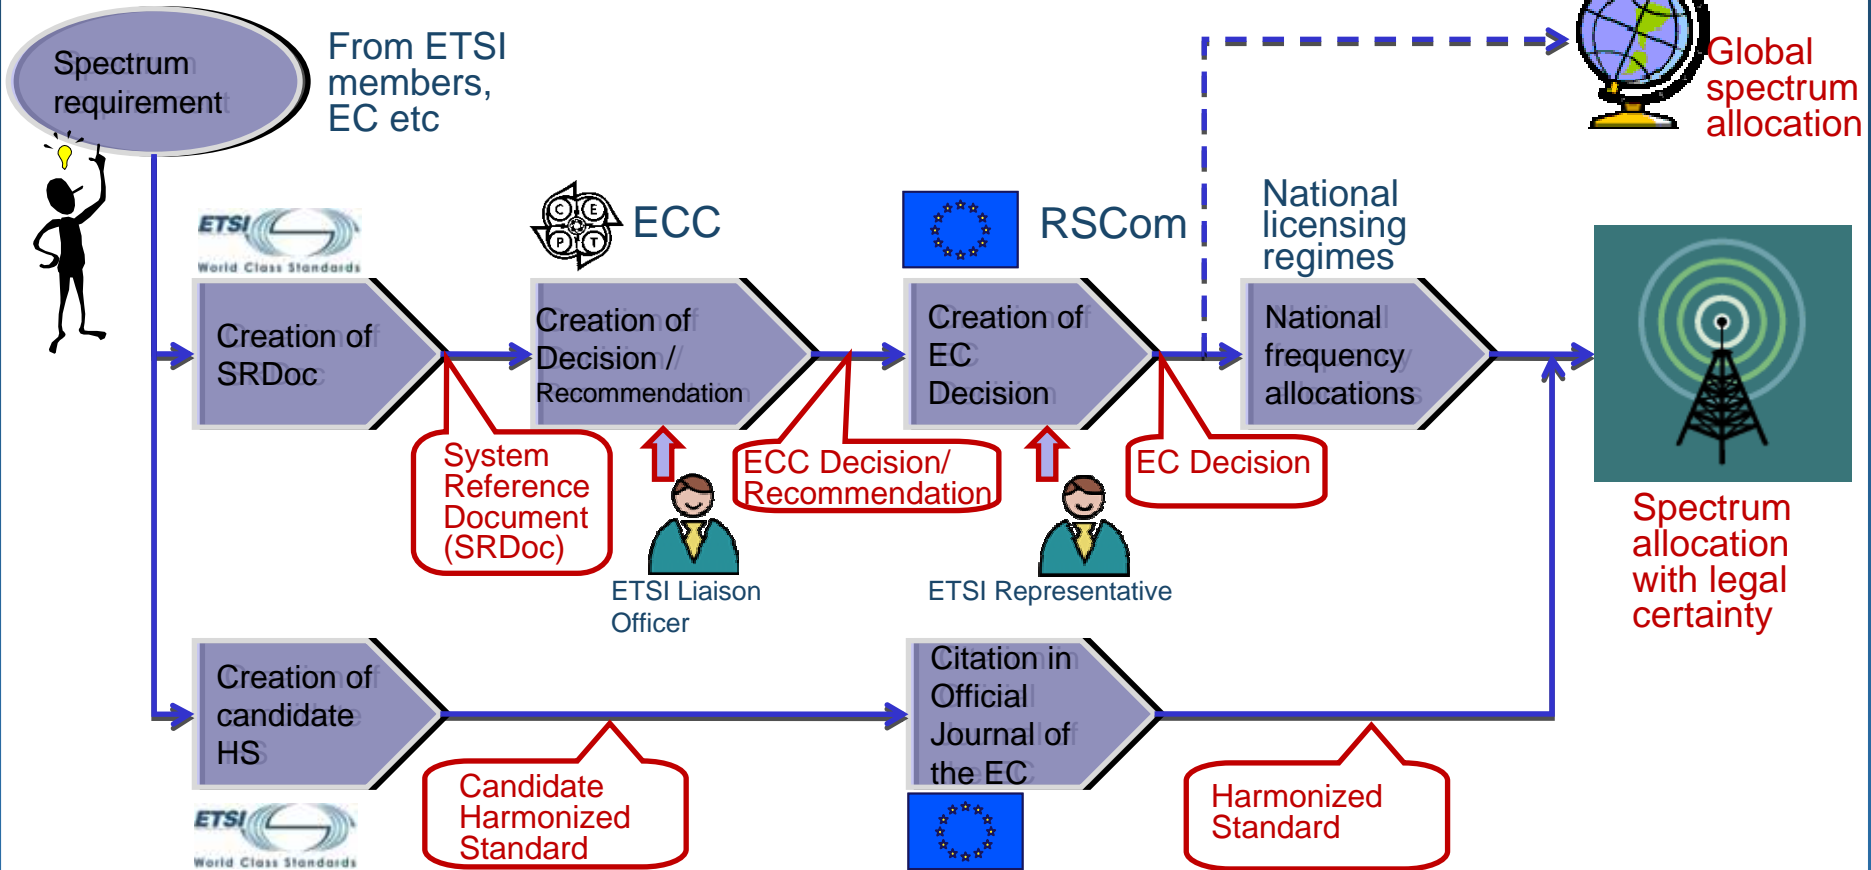 Spectrum
requirement
From ETSI
members,
EC etc
Global
spectrum
allocation
ETSI
World Class Standards
C E
P T
ECC
RSCom
National
licensing
regimes
Creation of
SRDoc
Creation of
Decision /
Recommendation
Creation of
EC
Decision
National
frequency
allocations
System
Reference
Document
(SRDoc)
ECC Decision/
Recommendation
EC Decision
ETSI Liaison
Officer
ETSI Representative
Spectrum
allocation
with legal
certainty
Creation of
candidate
HS
Citation in
Official
Journal of
the EC
Candidate
Harmonized
Standard
Harmonized
Standard
ETSI
World Class Standards